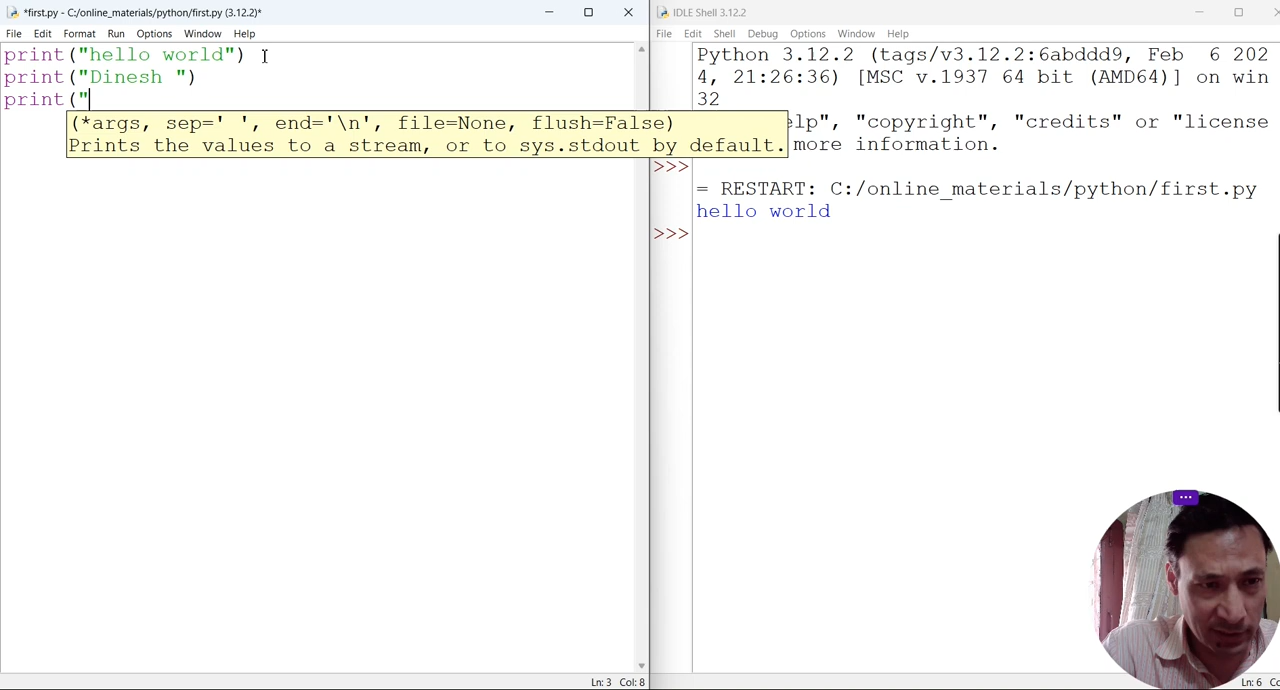 *first.py - C:/online_materials/python/first.py (3.12.2)*
File Edit Format Run Options Window Help
print("hello world")
print("Dinesh ")
print("
(*args, sep=' ', end='\n', file=None, flush=False)
Prints the values to a stream, or to sys.stdout by default.
Ln: 3 Col: 8
IDLE Shell 3.12.2
File Edit Shell Debug Options Window Help
Python 3.12.2 (tags/v3.12.2:6abddd9, Feb  6 202
4, 21:26:36) [MSC v.1937 64 bit (AMD64)] on win
32
elp", "copyright", "credits" or "license
more information.
>>>
= RESTART: C:/online_materials/python/first.py
hello world
>>>
Ln: 6 Co